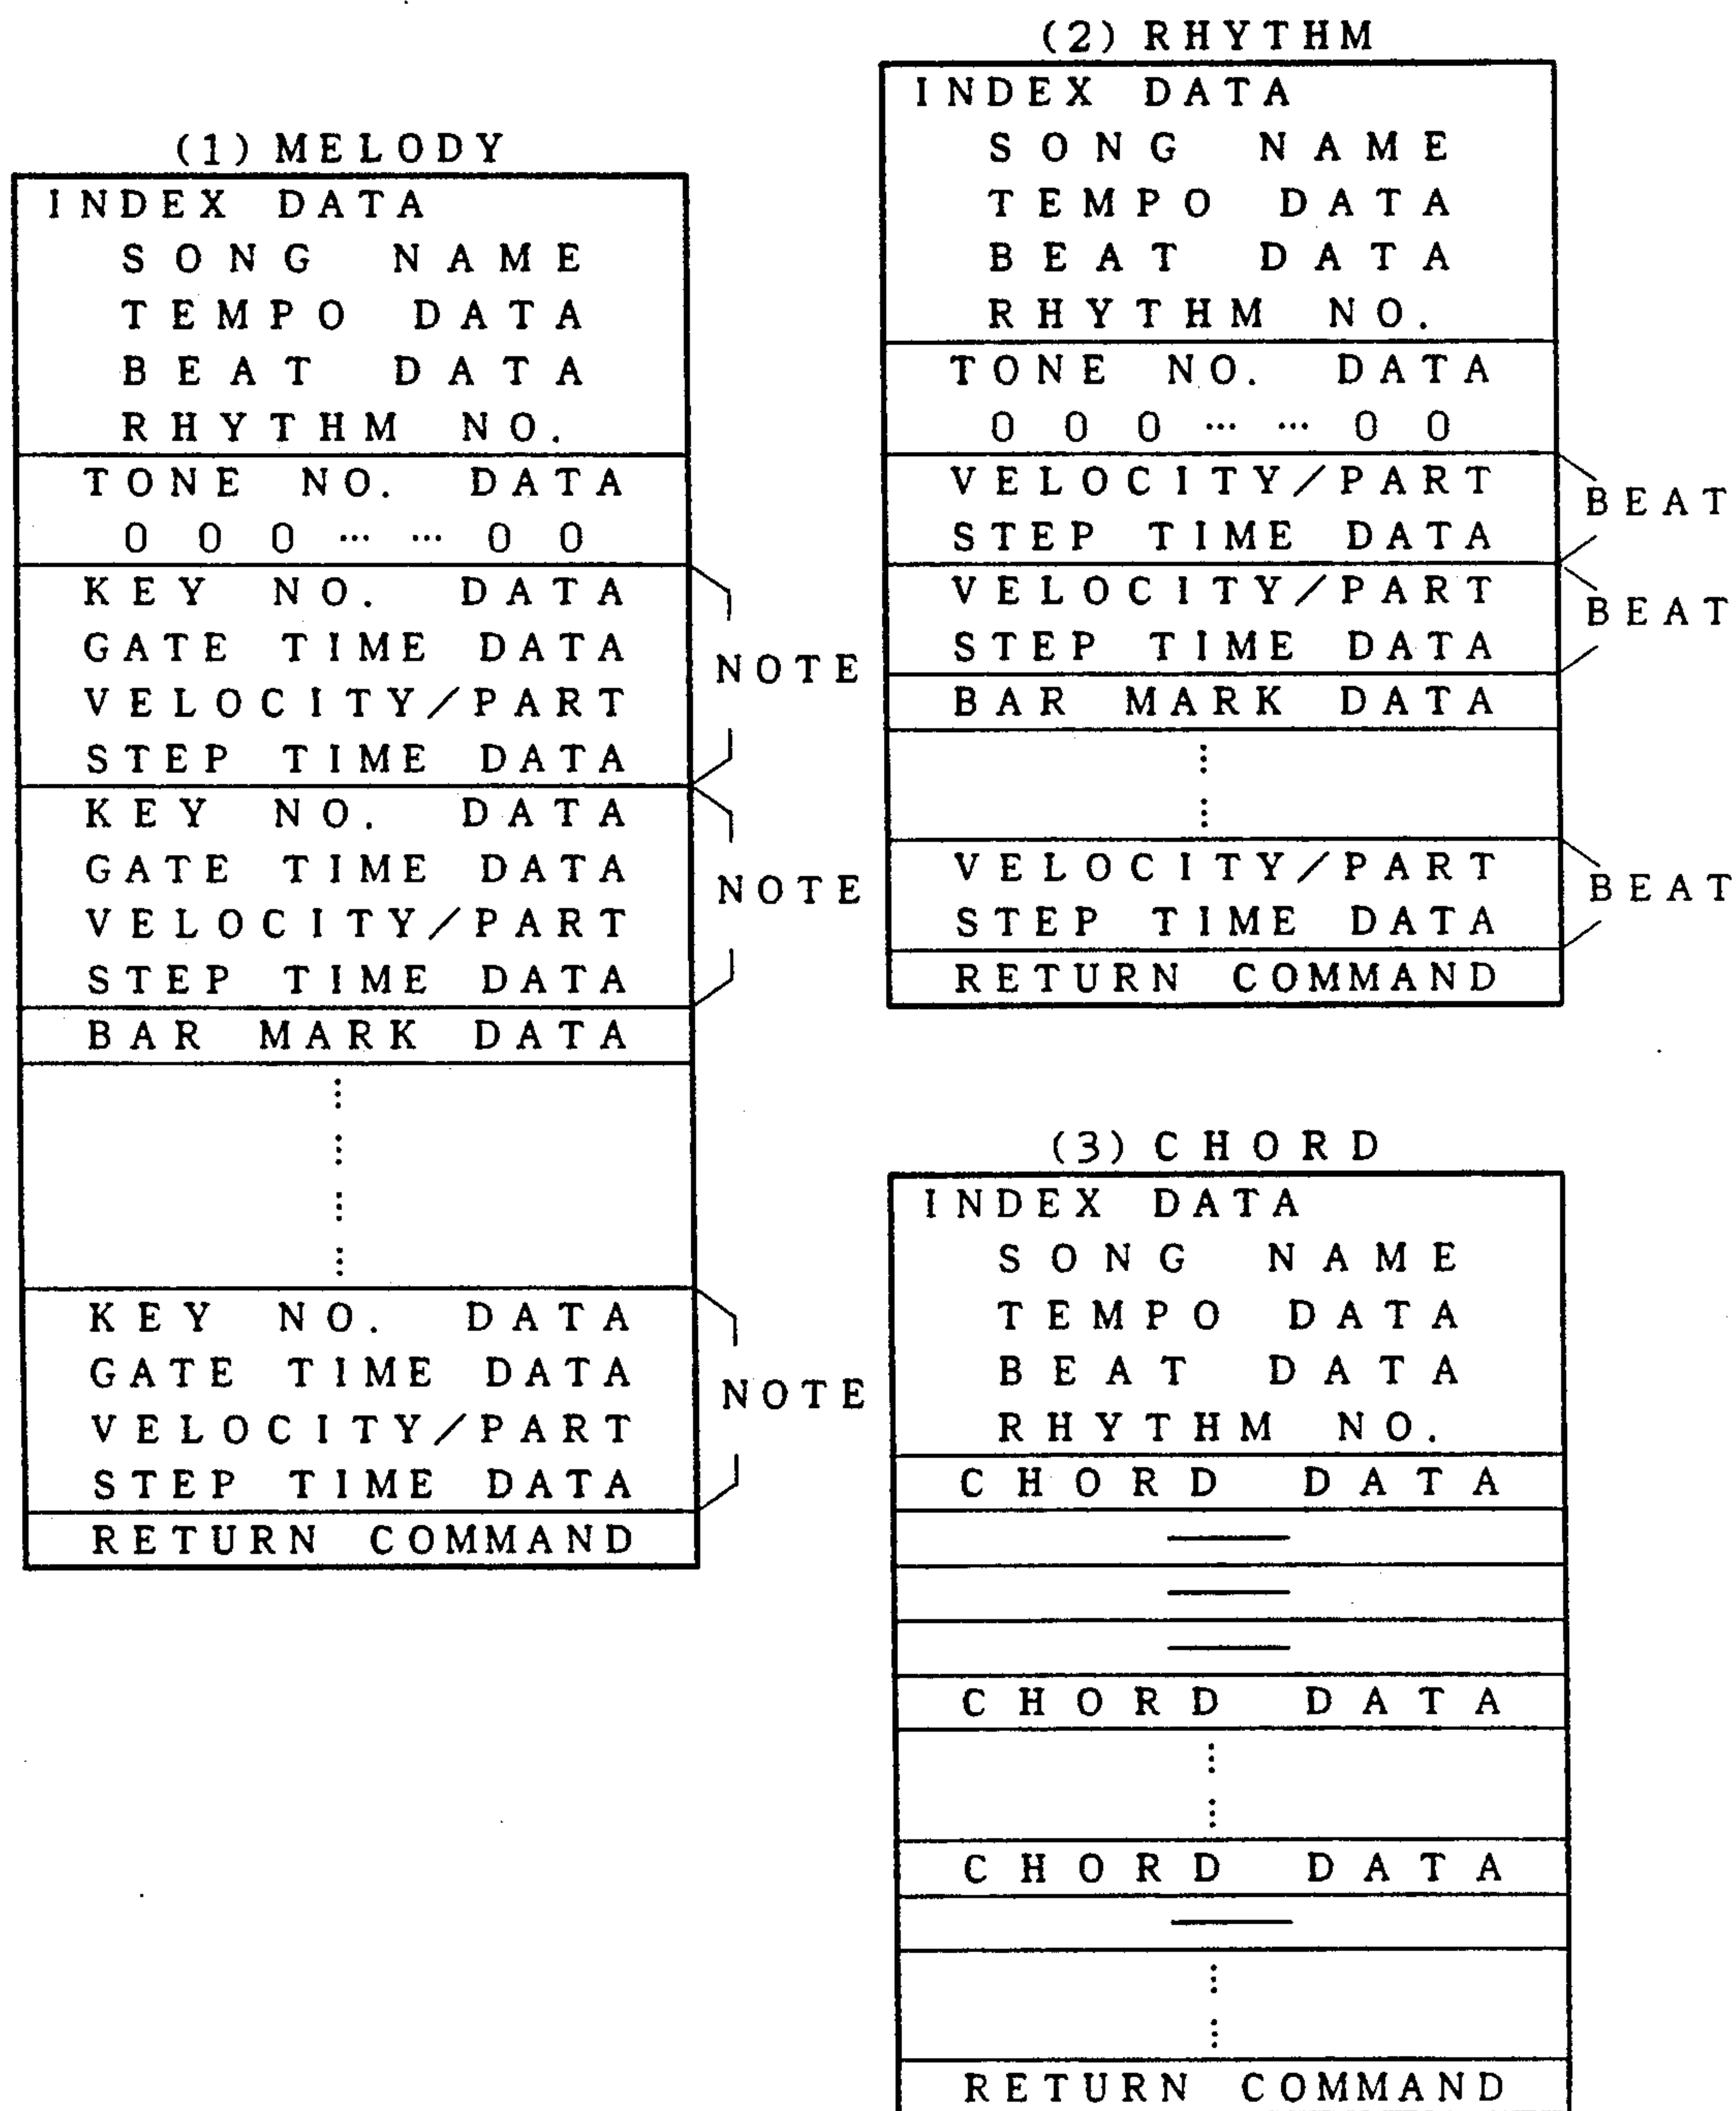 (1) MELODY
INDEX DATA
SONG NAME
TEMPO DATA
BEAT DATA
RHYTHM NO.
TONE NO. DATA
0 0 0 … … 0 0
KEY NO. DATA
GATE TIME DATA
VELOCITY/PART
STEP TIME DATA
NOTE
KEY NO. DATA
GATE TIME DATA
VELOCITY/PART
STEP TIME DATA
NOTE
BAR MARK DATA
KEY NO. DATA
GATE TIME DATA
VELOCITY/PART
STEP TIME DATA
NOTE
RETURN COMMAND
(2) RHYTHM
INDEX DATA
SONG NAME
TEMPO DATA
BEAT DATA
RHYTHM NO.
TONE NO. DATA
0 0 0 … … 0 0
VELOCITY/PART
STEP TIME DATA
BEAT
VELOCITY/PART
STEP TIME DATA
BEAT
BAR MARK DATA
VELOCITY/PART
STEP TIME DATA
BEAT
RETURN COMMAND
(3) CHORD
INDEX DATA
SONG NAME
TEMPO DATA
BEAT DATA
RHYTHM NO.
CHORD DATA
CHORD DATA
CHORD DATA
RETURN COMMAND